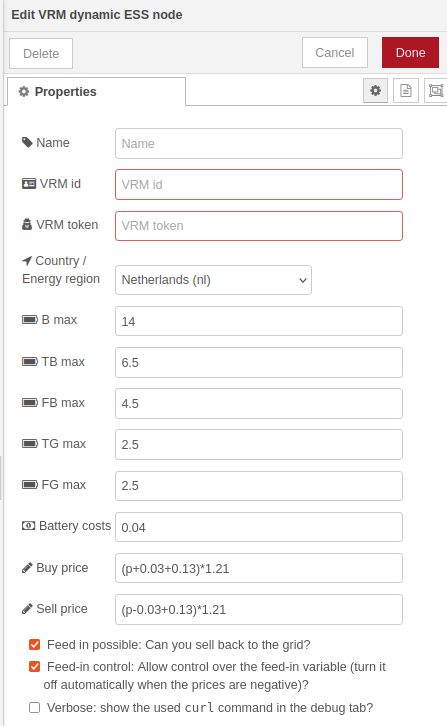 Edit VRM dynamic ESS node
Delete
Cancel
Done
Properties
Name
Name
VRM id
VRM id
VRM token
VRM token
Country /
Energy region
Netherlands (nl)
B max
14
TB max
6.5
FB max
4.5
TG max
2.5
FG max
2.5
Battery costs
0.04
Buy price
(p+0.03+0.13)*1.21
Sell price
(p-0.03+0.13)*1.21
Feed in possible: Can you sell back to the grid?
Feed-in control: Allow control over the feed-in variable (turn it
off automatically when the prices are negative)?
Verbose: show the used curl command in the debug tab?